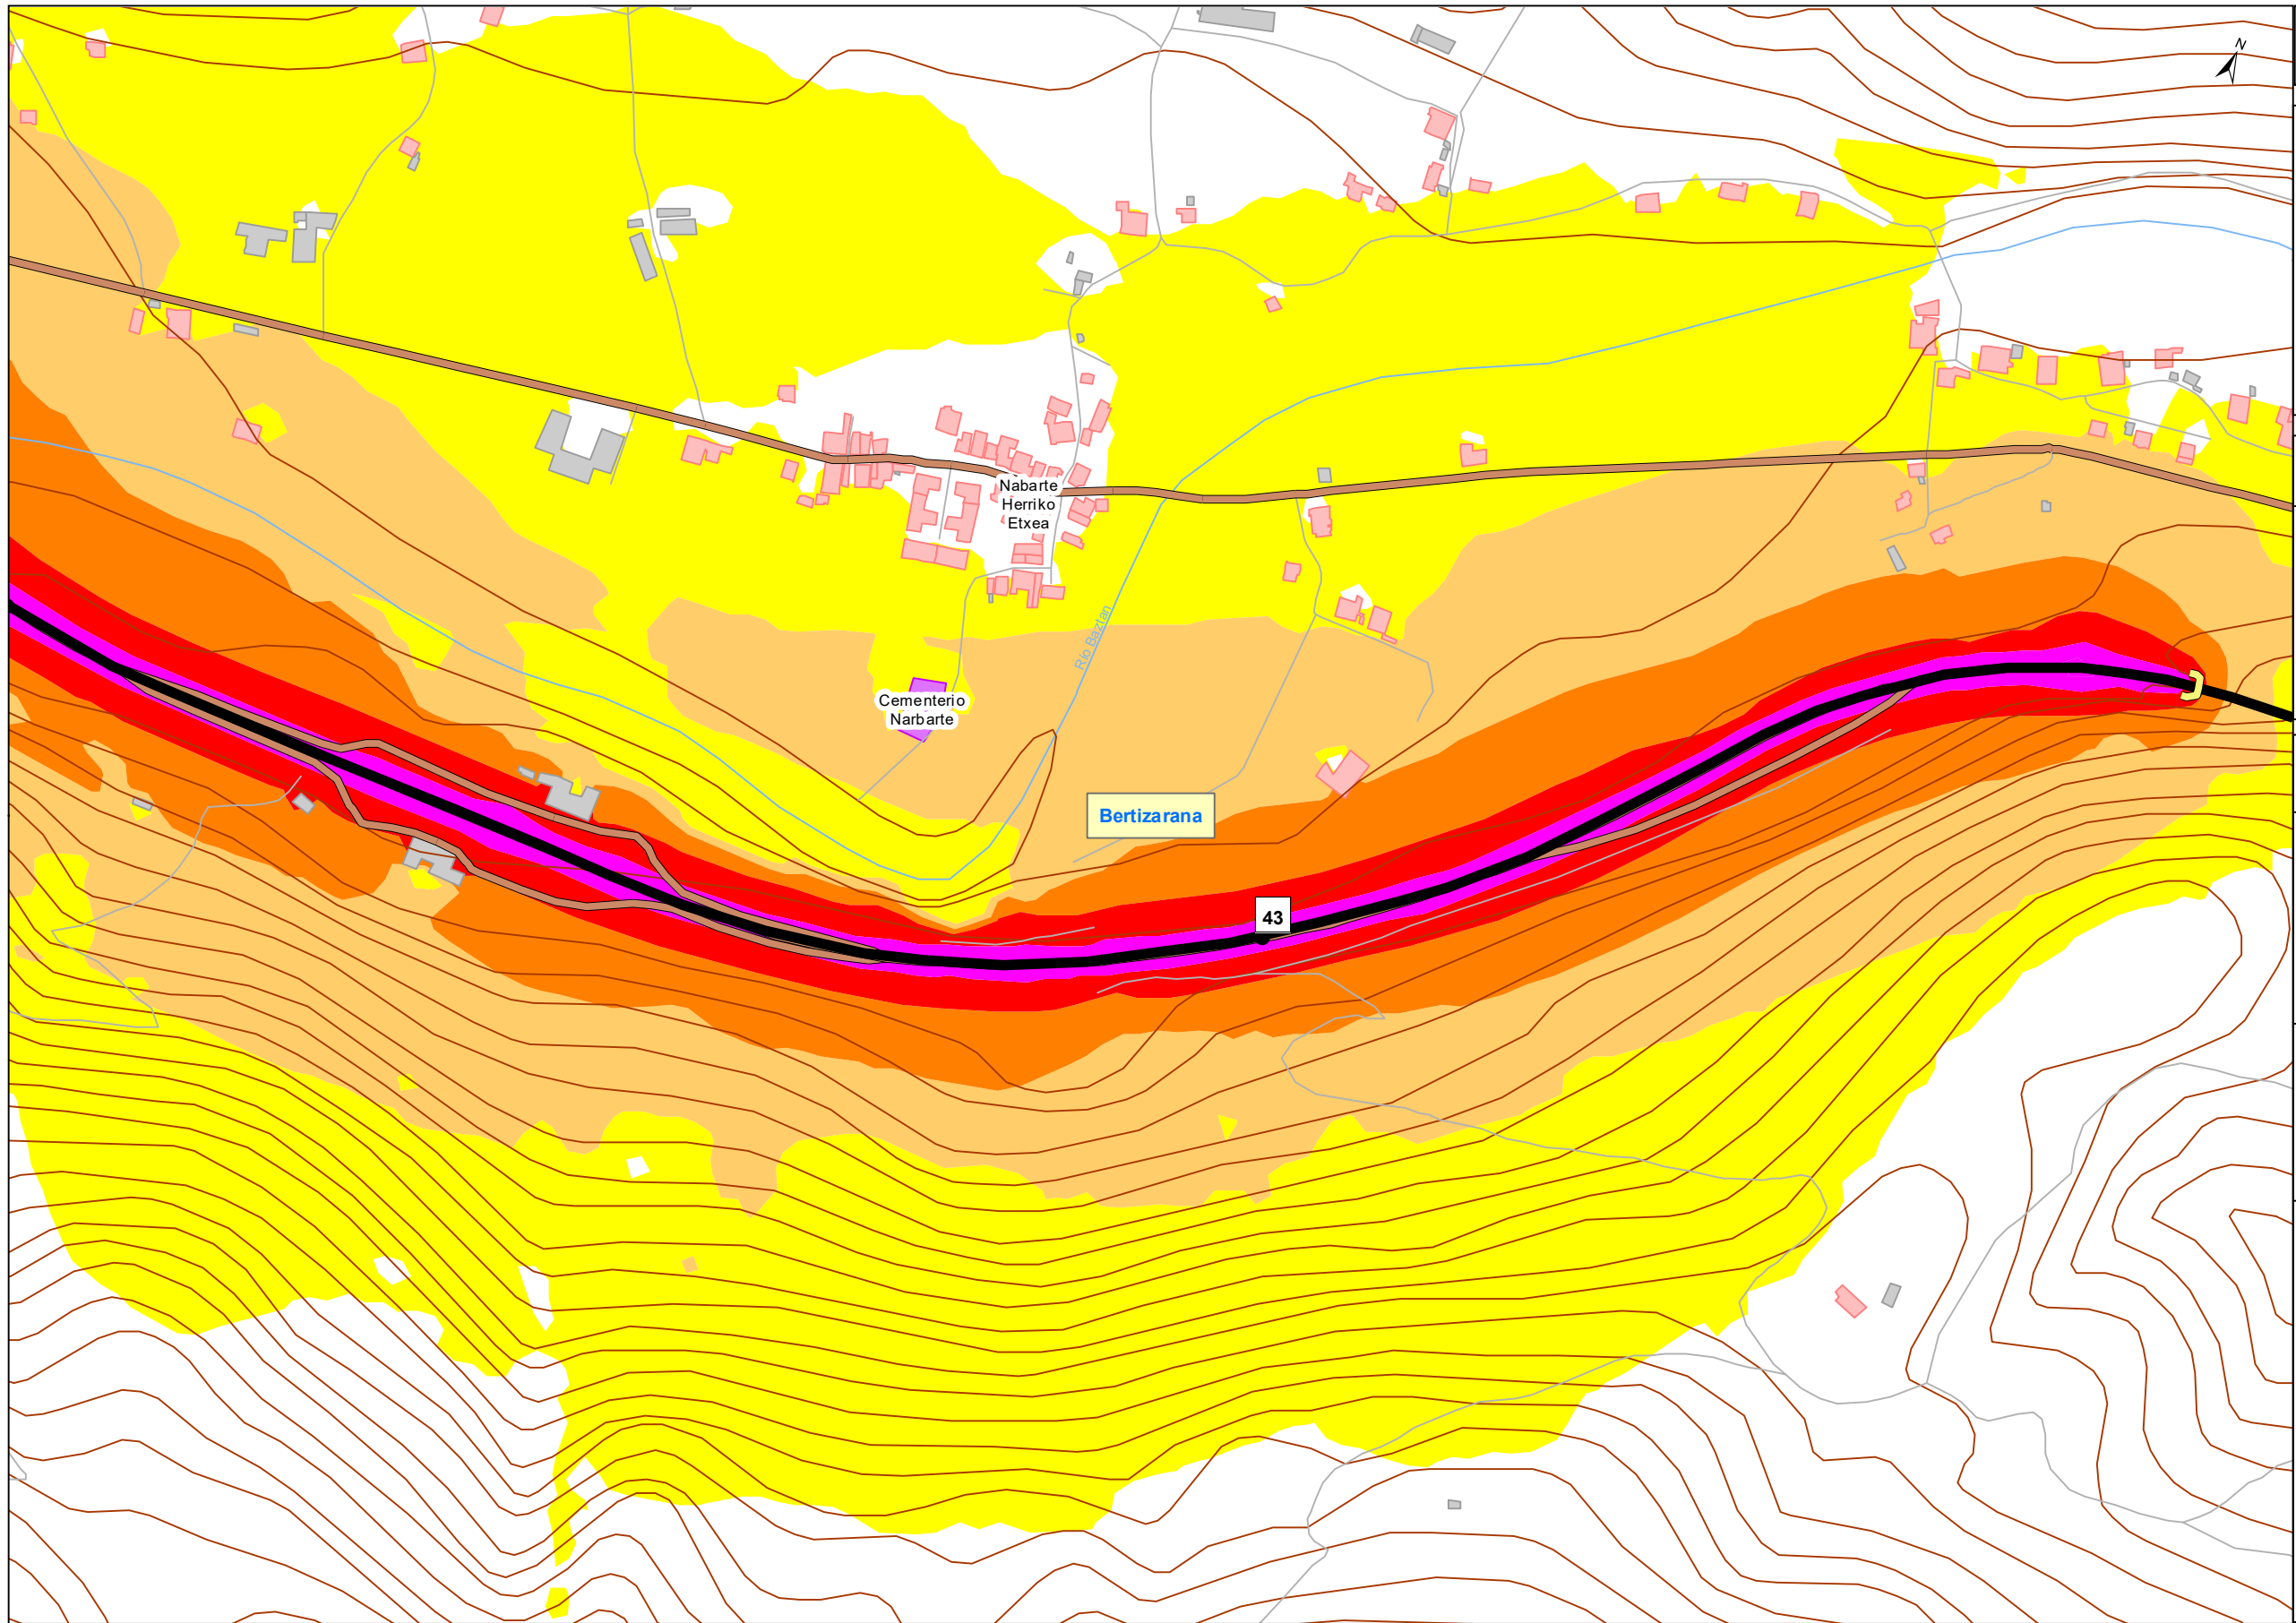 N
Nabarte
Herriko
Etxea
Río Baztan
Cementerio
Narbarte
Bertizarana
43